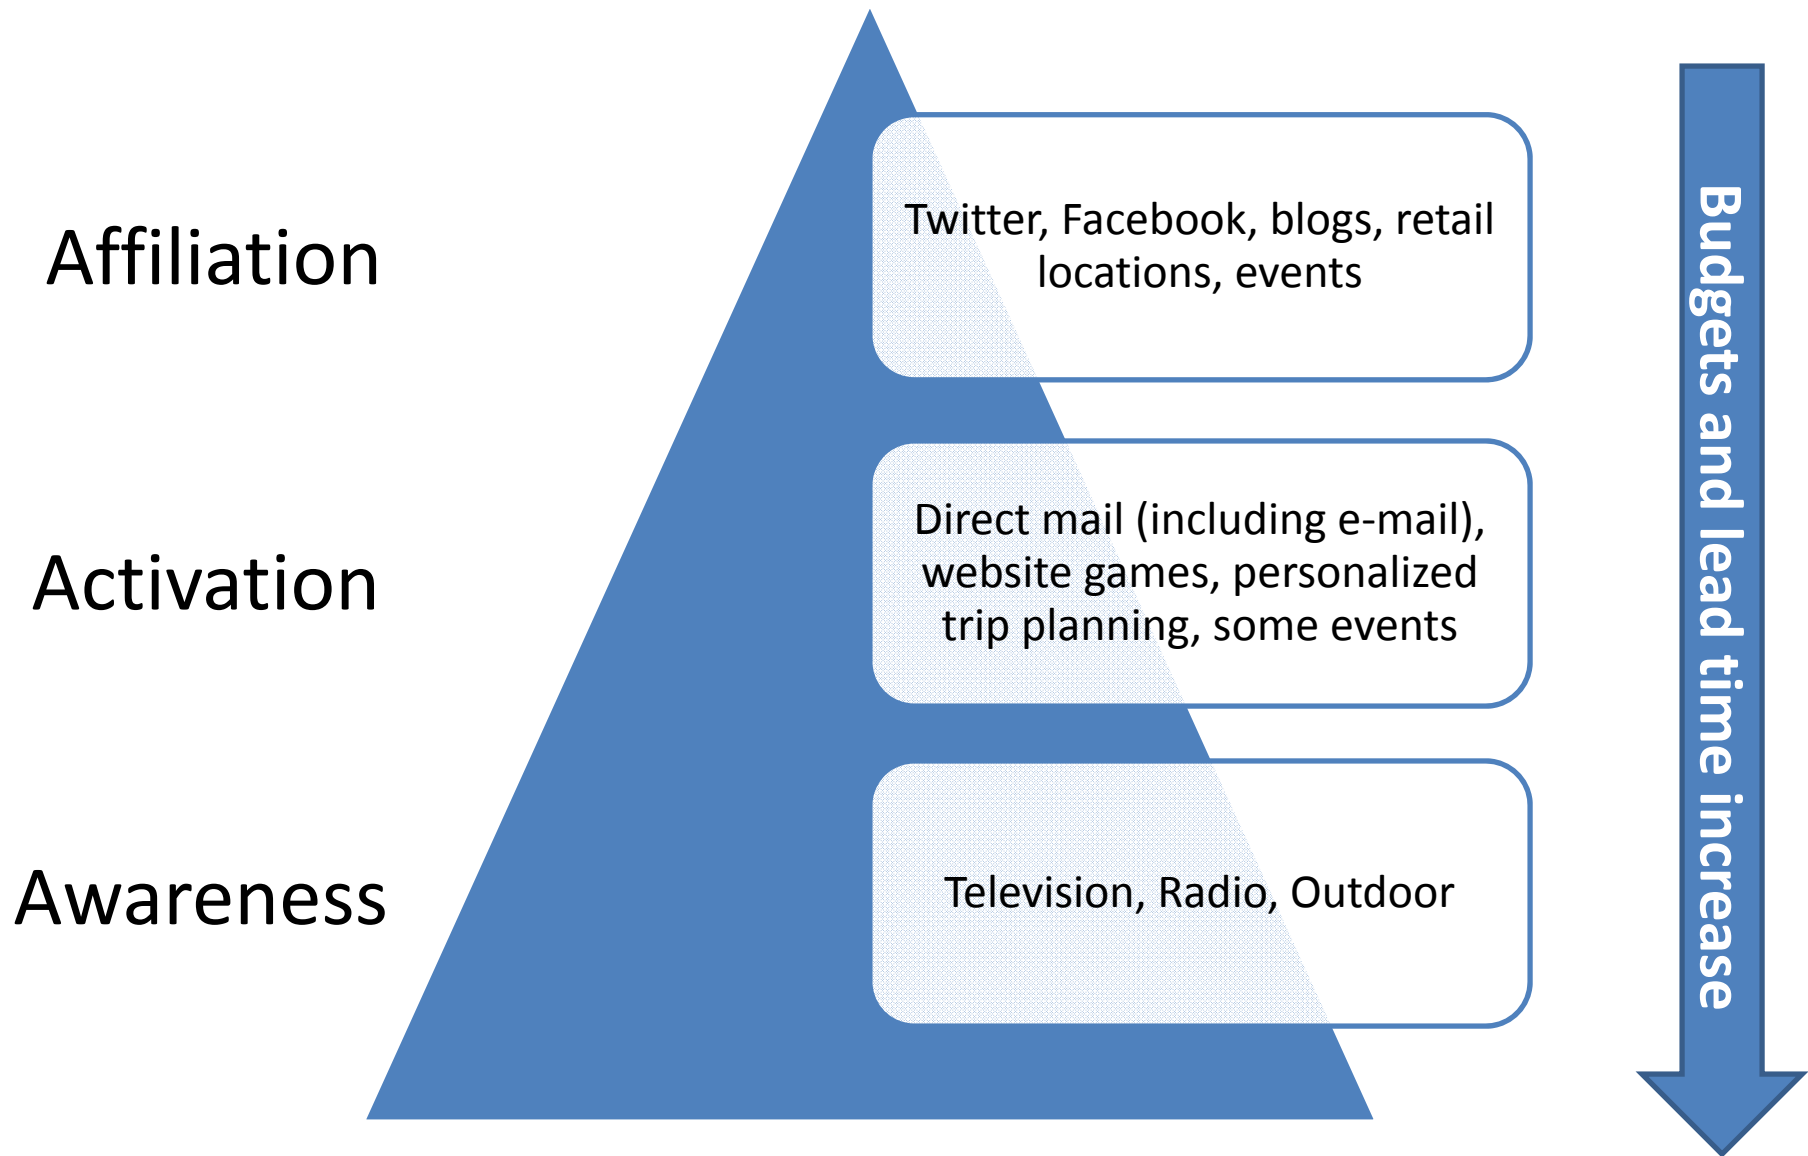 Affiliation
Twitter, Facebook, blogs, retail
locations, events
Activation
Direct mail (including e-mail),
website games, personalized
trip planning, some events
Awareness
Television, Radio, Outdoor
Budgets and lead time increase